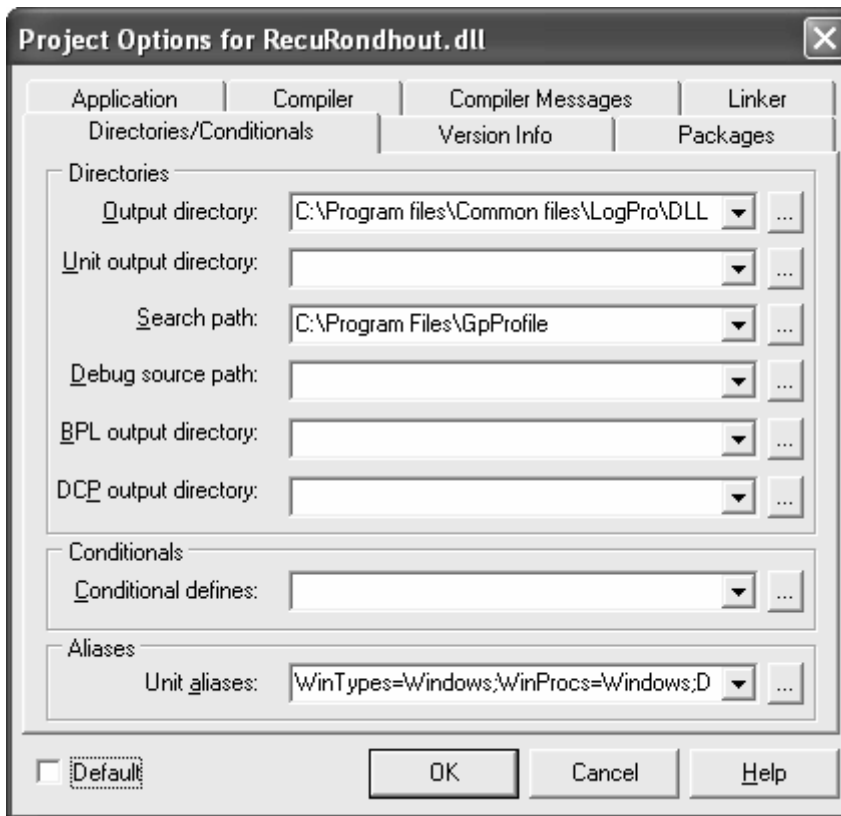 Project Options for RecuRondhout.dll
Application Compiler Compiler Messages Linker
Directories/Conditionals Version Info Packages
Directories
Output directory: C:\Program files\Common files\LogPro\DLL ...
Unit output directory: ...
Search path: C:\Program Files\GpProfile ...
Debug source path: ...
BPL output directory: ...
DCP output directory: ...
Conditionals
Conditional defines: ...
Aliases
Unit aliases: WinTypes=Windows;WinProcs=Windows;D ...
Default OK Cancel Help